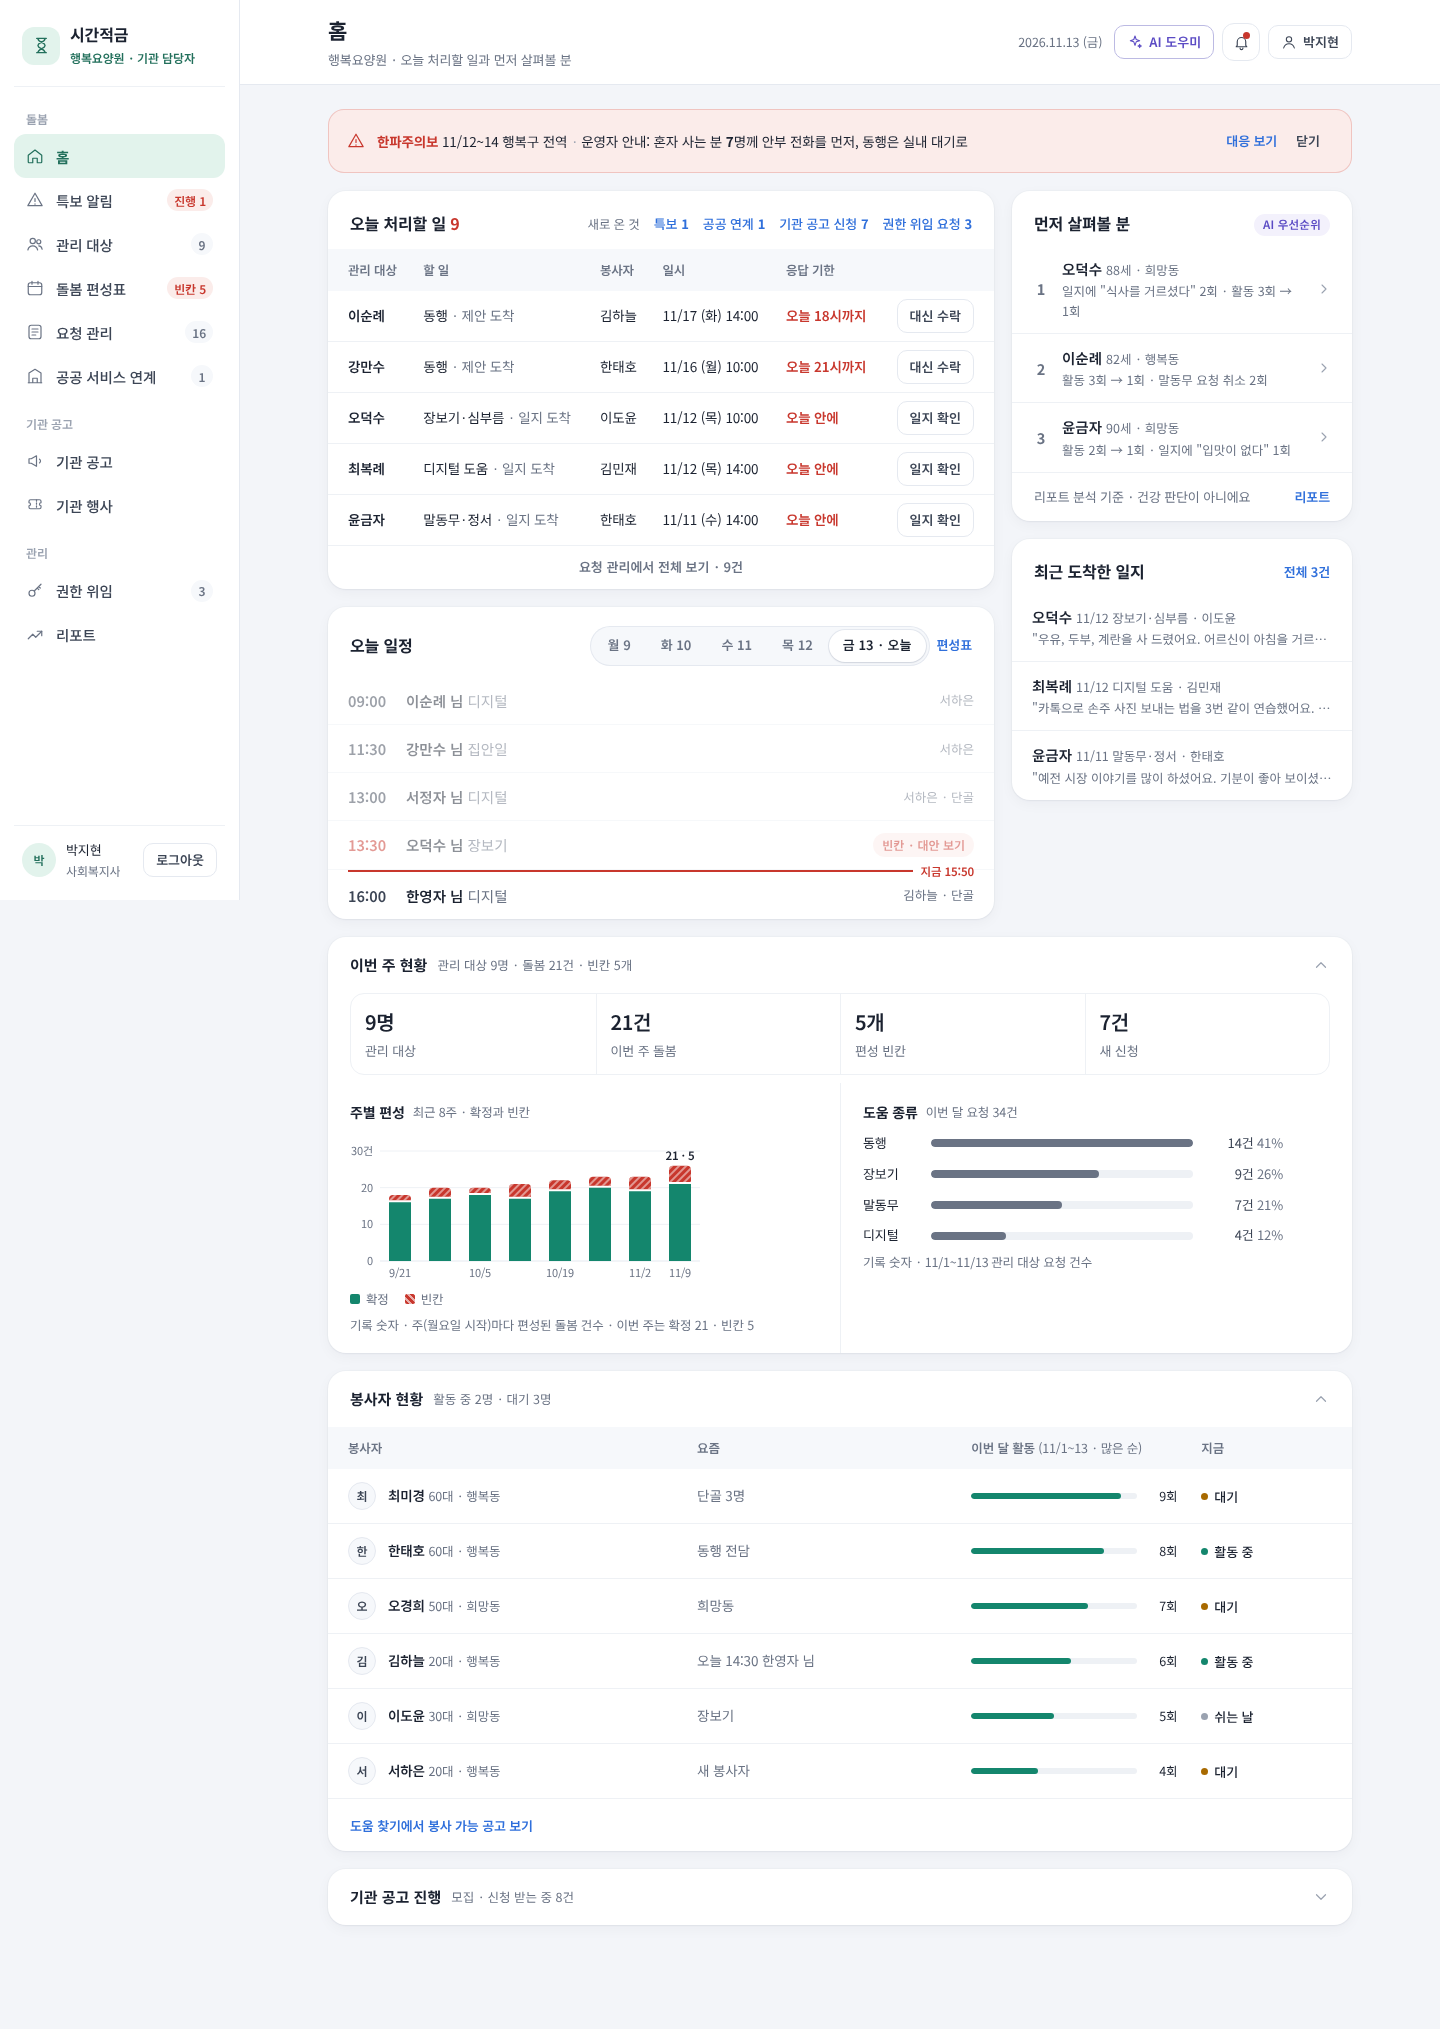 시간적금
행복요양원 · 기관 담당자
돌봄
홈
특보 알림 진행 1
관리 대상 9
돌봄 편성표 빈칸 5
요청 관리 16
공공 서비스 연계 1
기관 공고
기관 공고
기관 행사
관리
권한 위임 3
리포트
박 박지현
사회복지사
로그아웃
홈
행복요양원 · 오늘 처리할 일과 먼저 살펴볼 분
2026.11.13 (금) AI 도우미 박지현
한파주의보 11/12~14 행복구 전역 · 운영자 안내: 혼자 사는 분 7명께 안부 전화를 먼저, 동행은 실내 대기로 대응 보기 닫기
오늘 처리할 일 9 새로 온 것 특보 1 공공 연계 1 기관 공고 신청 7 권한 위임 요청 3
관리 대상 할 일 봉사자 일시 응답 기한
이순례 동행 · 제안 도착 김하늘 11/17 (화) 14:00 오늘 18시까지 대신 수락
강만수 동행 · 제안 도착 한태호 11/16 (월) 10:00 오늘 21시까지 대신 수락
오덕수 장보기·심부름 · 일지 도착 이도윤 11/12 (목) 10:00 오늘 안에 일지 확인
최복례 디지털 도움 · 일지 도착 김민재 11/12 (목) 14:00 오늘 안에 일지 확인
윤금자 말동무·정서 · 일지 도착 한태호 11/11 (수) 14:00 오늘 안에 일지 확인
요청 관리에서 전체 보기 · 9건
먼저 살펴볼 분 AI 우선순위
1 오덕수 88세 · 희망동
일지에 "식사를 거르셨다" 2회 · 활동 3회 →
1회
2 이순례 82세 · 행복동
활동 3회 → 1회 · 말동무 요청 취소 2회
3 윤금자 90세 · 희망동
활동 2회 → 1회 · 일지에 "입맛이 없다" 1회
리포트 분석 기준 · 건강 판단이 아니에요 리포트
최근 도착한 일지 전체 3건
오덕수 11/12 장보기·심부름 · 이도윤
"우유, 두부, 계란을 사 드렸어요. 어르신이 아침을 거르…
최복례 11/12 디지털 도움 · 김민재
"카톡으로 손주 사진 보내는 법을 3번 같이 연습했어요. …
윤금자 11/11 말동무·정서 · 한태호
"예전 시장 이야기를 많이 하셨어요. 기분이 좋아 보이셨…
오늘 일정 월 9 화 10 수 11 목 12 금 13 · 오늘 편성표
09:00 이순례 님 디지털 서하은
11:30 강만수 님 집안일 서하은
13:00 서정자 님 디지털 서하은 · 단골
13:30 오덕수 님 장보기 빈칸 · 대안 보기
지금 15:50
16:00 한영자 님 디지털 김하늘 · 단골
이번 주 현황 관리 대상 9명 · 돌봄 21건 · 빈칸 5개
9명 21건 5개 7건
관리 대상 이번 주 돌봄 편성 빈칸 새 신청
주별 편성 최근 8주 · 확정과 빈칸
30건
21 · 5
20
10
0
9/21 10/5 10/19 11/2 11/9
확정 빈칸
기록 숫자 · 주(월요일 시작)마다 편성된 돌봄 건수 · 이번 주는 확정 21 · 빈칸 5
도움 종류 이번 달 요청 34건
동행 14건 41%
장보기 9건 26%
말동무 7건 21%
디지털 4건 12%
기록 숫자 · 11/1~11/13 관리 대상 요청 건수
봉사자 현황 활동 중 2명 · 대기 3명
봉사자 요즘 이번 달 활동 (11/1~13 · 많은 순) 지금
최 최미경 60대 · 행복동 단골 3명 9회 대기
한 한태호 60대 · 행복동 동행 전담 8회 활동 중
오 오경희 50대 · 희망동 희망동 7회 대기
김 김하늘 20대 · 행복동 오늘 14:30 한영자 님 6회 활동 중
이 이도윤 30대 · 희망동 장보기 5회 쉬는 날
서 서하은 20대 · 행복동 새 봉사자 4회 대기
도움 찾기에서 봉사 가능 공고 보기
기관 공고 진행 모집 · 신청 받는 중 8건